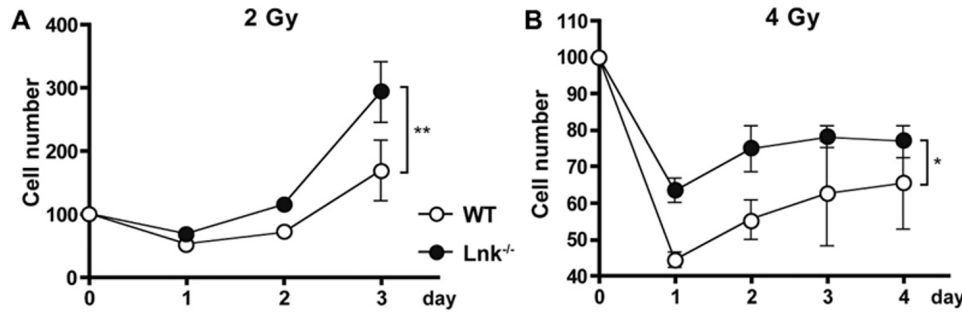 A
2 Gy
400
300
200
100
0
Cell number
0 1 2 3 day
**
WT
Lnk-/-
B
4 Gy
110
100
90
80
70
60
50
40
Cell number
0 1 2 3 4 day
*